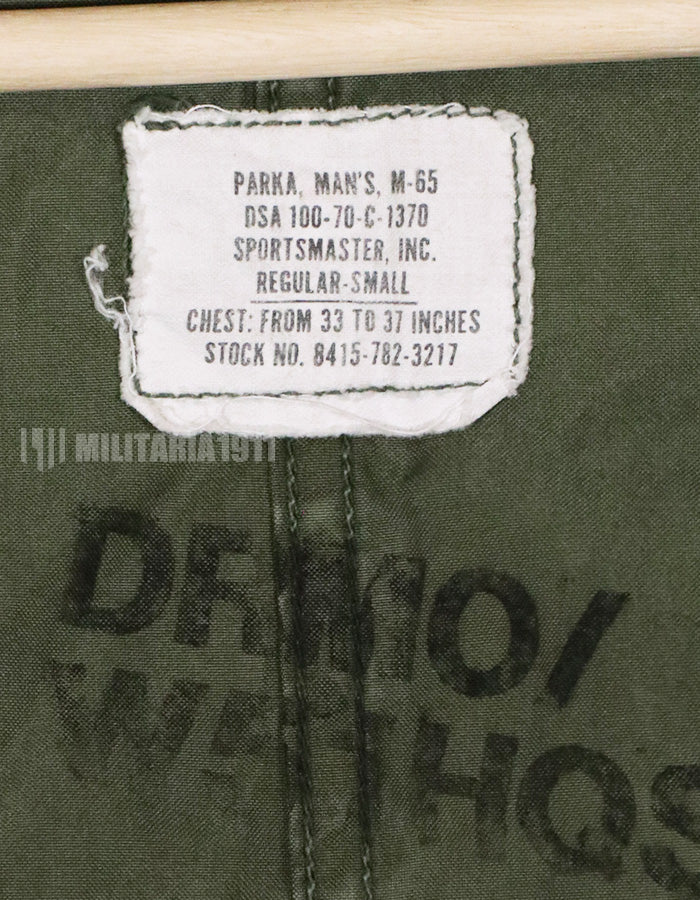 PARKA, MAN'S, M-65
DSA 100-70-C-1370
SPORTSMASTER, INC.
REGULAR-SMALL
CHEST: FROM 33 TO 37 INCHES
STOCK NO. 8415-782-3217
MILITARIA1911
DRMO/